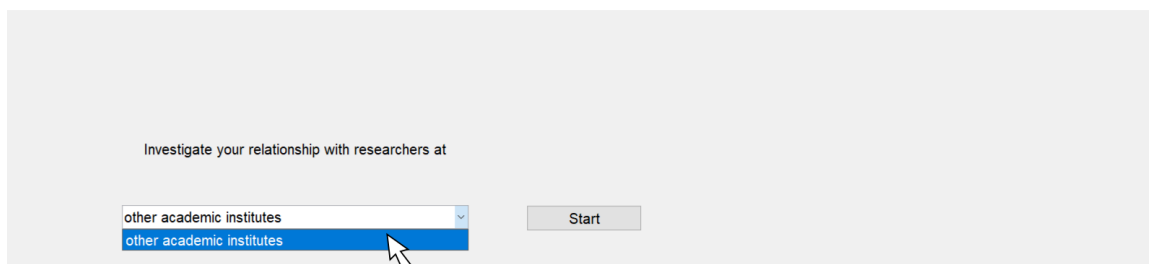 Investigate your relationship with researchers at
other academic institutes
Start
other academic institutes